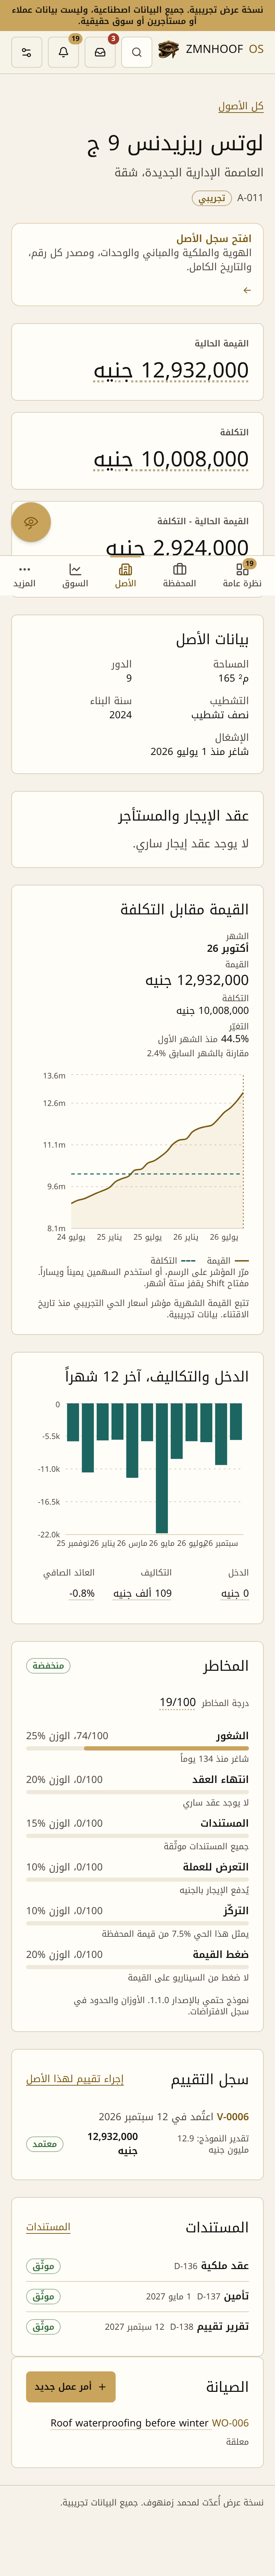 نسخة عرض تجريبية. جميع البيانات اصطناعية، وليست بيانات عملاء
أو مستأجرين أو سوق حقيقية.
ZMNHOOF OS
3
19
كل الأصول
لوتس ريزيدنس 9 ج
العاصمة الإدارية الجديدة، شقة
A-011 تجريبي
افتح سجل الأصل
الهوية والملكية والمباني والوحدات، ومصدر كل رقم،
والتاريخ الكامل.
←
القيمة الحالية
12,932,000 جنيه
التكلفة
10,008,000 جنيه
القيمة الحالية - التكلفة
2,924,000 جنيه
19
نظرة عامة
المحفظة
الأصل
السوق
المزيد
بيانات الأصل
المساحة
165 م²
الدور
9
التشطيب
نصف تشطيب
سنة البناء
2024
الإشغال
شاغر منذ 1 يوليو 2026
عقد الإيجار والمستأجر
لا يوجد عقد إيجار ساري.
القيمة مقابل التكلفة
الشهر
أكتوبر 26
القيمة
12,932,000 جنيه
التكلفة
10,008,000 جنيه
التغيّر
44.5% منذ الشهر الأول
مقارنة بالشهر السابق 2.4%
13.6m
12.6m
11.1m
9.6m
8.1m
يوليو 24
يناير 25
يوليو 25
يناير 26
يوليو 26
القيمة
التكلفة
مرّر المؤشر على الرسم، أو استخدم السهمين يميناً ويساراً.
مفتاح Shift يقفز ستة أشهر.
تتبع القيمة الشهرية مؤشر أسعار الحي التجريبي منذ تاريخ
الاقتناء. بيانات تجريبية.
الدخل والتكاليف، آخر 12 شهراً
0
-5.5k
-11.0k
-16.5k
-22.0k
نوفمبر 25
يناير 26
مارس 26
مايو 26
يوليو 26
سبتمبر 26
الدخل
0 جنيه
التكاليف
109 ألف جنيه
العائد الصافي
-0.8%
المخاطر
منخفضة
درجة المخاطر 19/100
الشغور
74/100، الوزن 25%
شاغر منذ 134 يوماً
انتهاء العقد
0/100، الوزن 20%
لا يوجد عقد ساري
المستندات
0/100، الوزن 15%
جميع المستندات موثّقة
التعرض للعملة
0/100، الوزن 10%
يُدفع الإيجار بالجنيه
التركّز
0/100، الوزن 10%
يمثل هذا الحي 7.5% من قيمة المحفظة
ضغط القيمة
0/100، الوزن 20%
لا ضغط من السيناريو على القيمة
نموذج حتمي بالإصدار 1.1.0. الأوزان والحدود في
سجل الافتراضات.
سجل التقييم
إجراء تقييم لهذا الأصل
V-0006 اعتُمد في 12 سبتمبر 2026
تقدير النموذج: 12.9
مليون جنيه
12,932,000
جنيه
معتمد
المستندات
المستندات
عقد ملكية D-136
موثّق
تأمين D-137 1 مايو 2027
موثّق
تقرير تقييم D-138 12 سبتمبر 2027
موثّق
الصيانة
+ أمر عمل جديد
WO-006 Roof waterproofing before winter
معلقة
نسخة عرض أُعدّت لمحمد زمنهوف. جميع البيانات تجريبية.